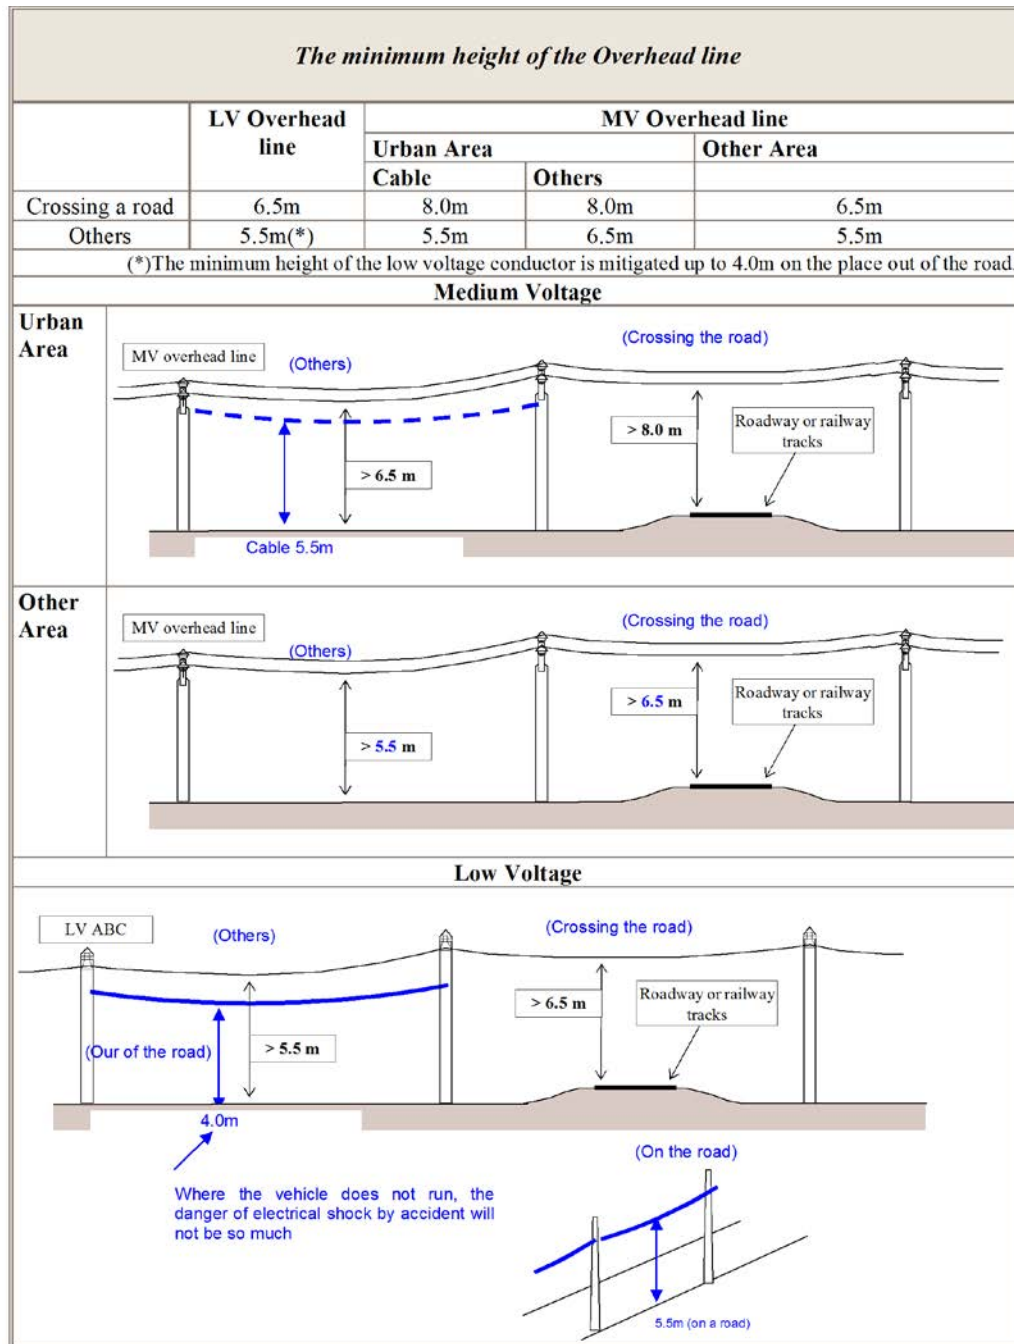 The minimum height of the Overhead line
LV Overhead line
MV Overhead line
Urban Area
Other Area
Cable
Others
Crossing a road 6.5m 8.0m 8.0m 6.5m
Others 5.5m(*) 5.5m 6.5m 5.5m
(*)The minimum height of the low voltage conductor is mitigated up to 4.0m on the place out of the road.
Medium Voltage
Urban
Area
(Crossing the road)
MV overhead line
(Others)
> 6.5 m
> 8.0 m
Roadway or railway
tracks
Cable 5.5m
Other
Area
(Crossing the road)
MV overhead line
(Others)
> 5.5 m
> 6.5 m
Roadway or railway
tracks
Low Voltage
LV ABC
(Others)
(Crossing the road)
> 6.5 m
Roadway or railway
tracks
(Our of the road)
> 5.5 m
4.0m
(On the road)
Where the vehicle does not run, the
danger of electrical shock by accident will
not be so much
5.5m (on a road)